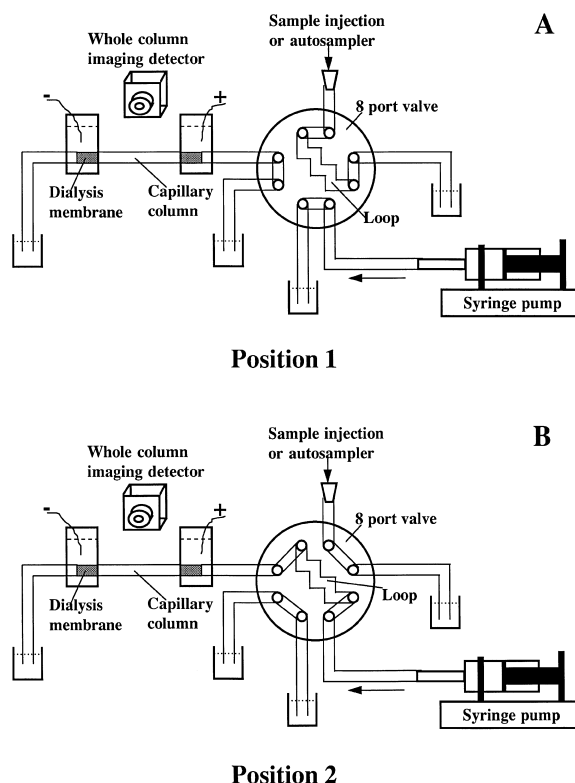 Sample injection
or autosampler
A
Whole column
imaging detector
8 port valve
-
+
Dialysis
membrane
Capillary
column
Loop
Syringe pump
Position 1
Sample injection
or autosampler
B
Whole column
imaging detector
8 port valve
-
+
Dialysis
membrane
Capillary
column
Loop
Syringe pump
Position 2